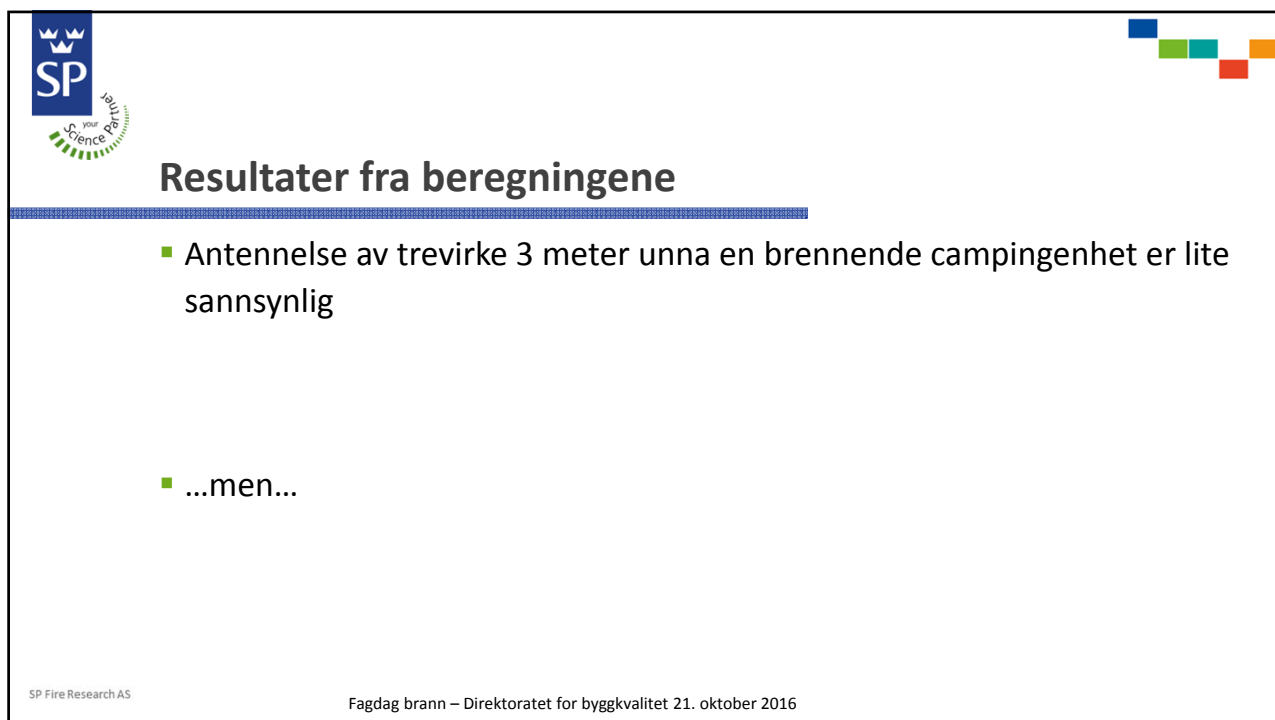 SP
your
Science Partner
Resultater fra beregningene
▪ Antennelse av trevirke 3 meter unna en brennende campingenhet er lite
sannsynlig
▪ …men…
SP Fire Research AS
Fagdag brann – Direktoratet for byggkvalitet 21. oktober 2016